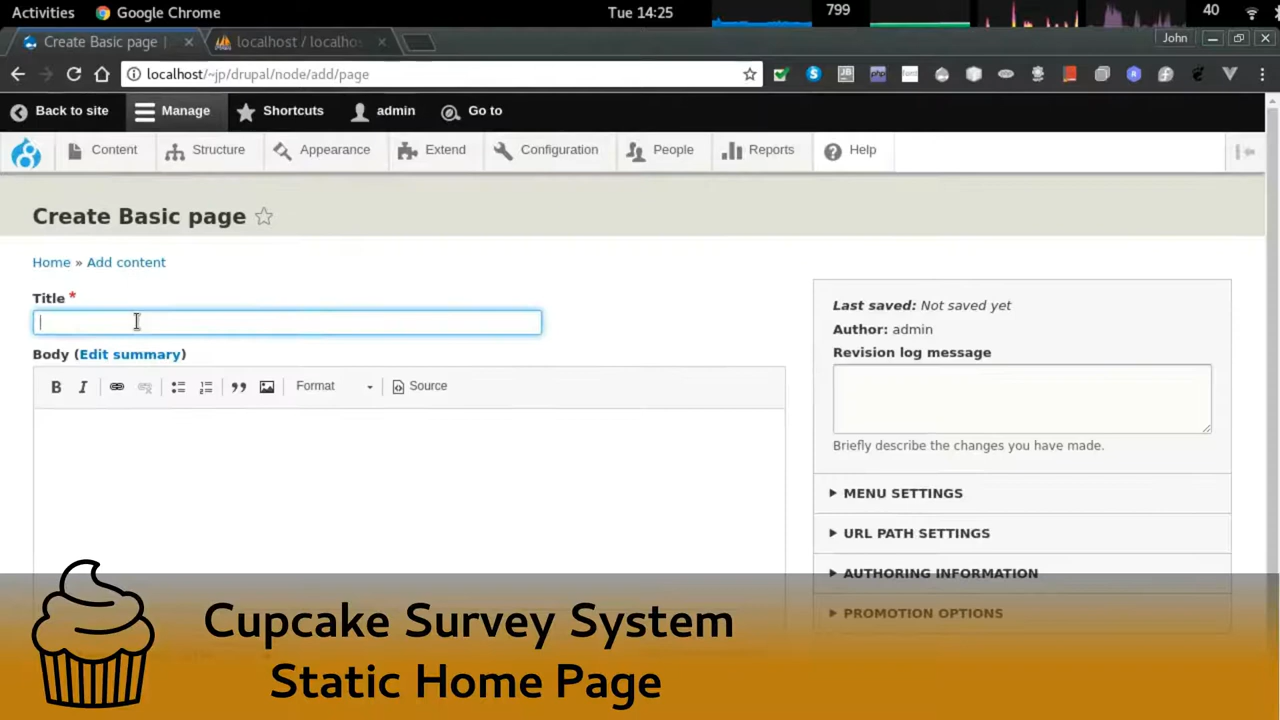 Activities Google Chrome Tue 14:25 799 40
Create Basic page | localhost / localho John
localhost/~jp/drupal/node/add/page
Back to site Manage Shortcuts admin Go to
Content Structure Appearance Extend Configuration People Reports Help
Create Basic page
Home » Add content
Title *
Body (Edit summary)
B I Format Source
Last saved: Not saved yet
Author: admin
Revision log message
Briefly describe the changes you have made.
MENU SETTINGS
URL PATH SETTINGS
AUTHORING INFORMATION
PROMOTION OPTIONS
Cupcake Survey System
Static Home Page